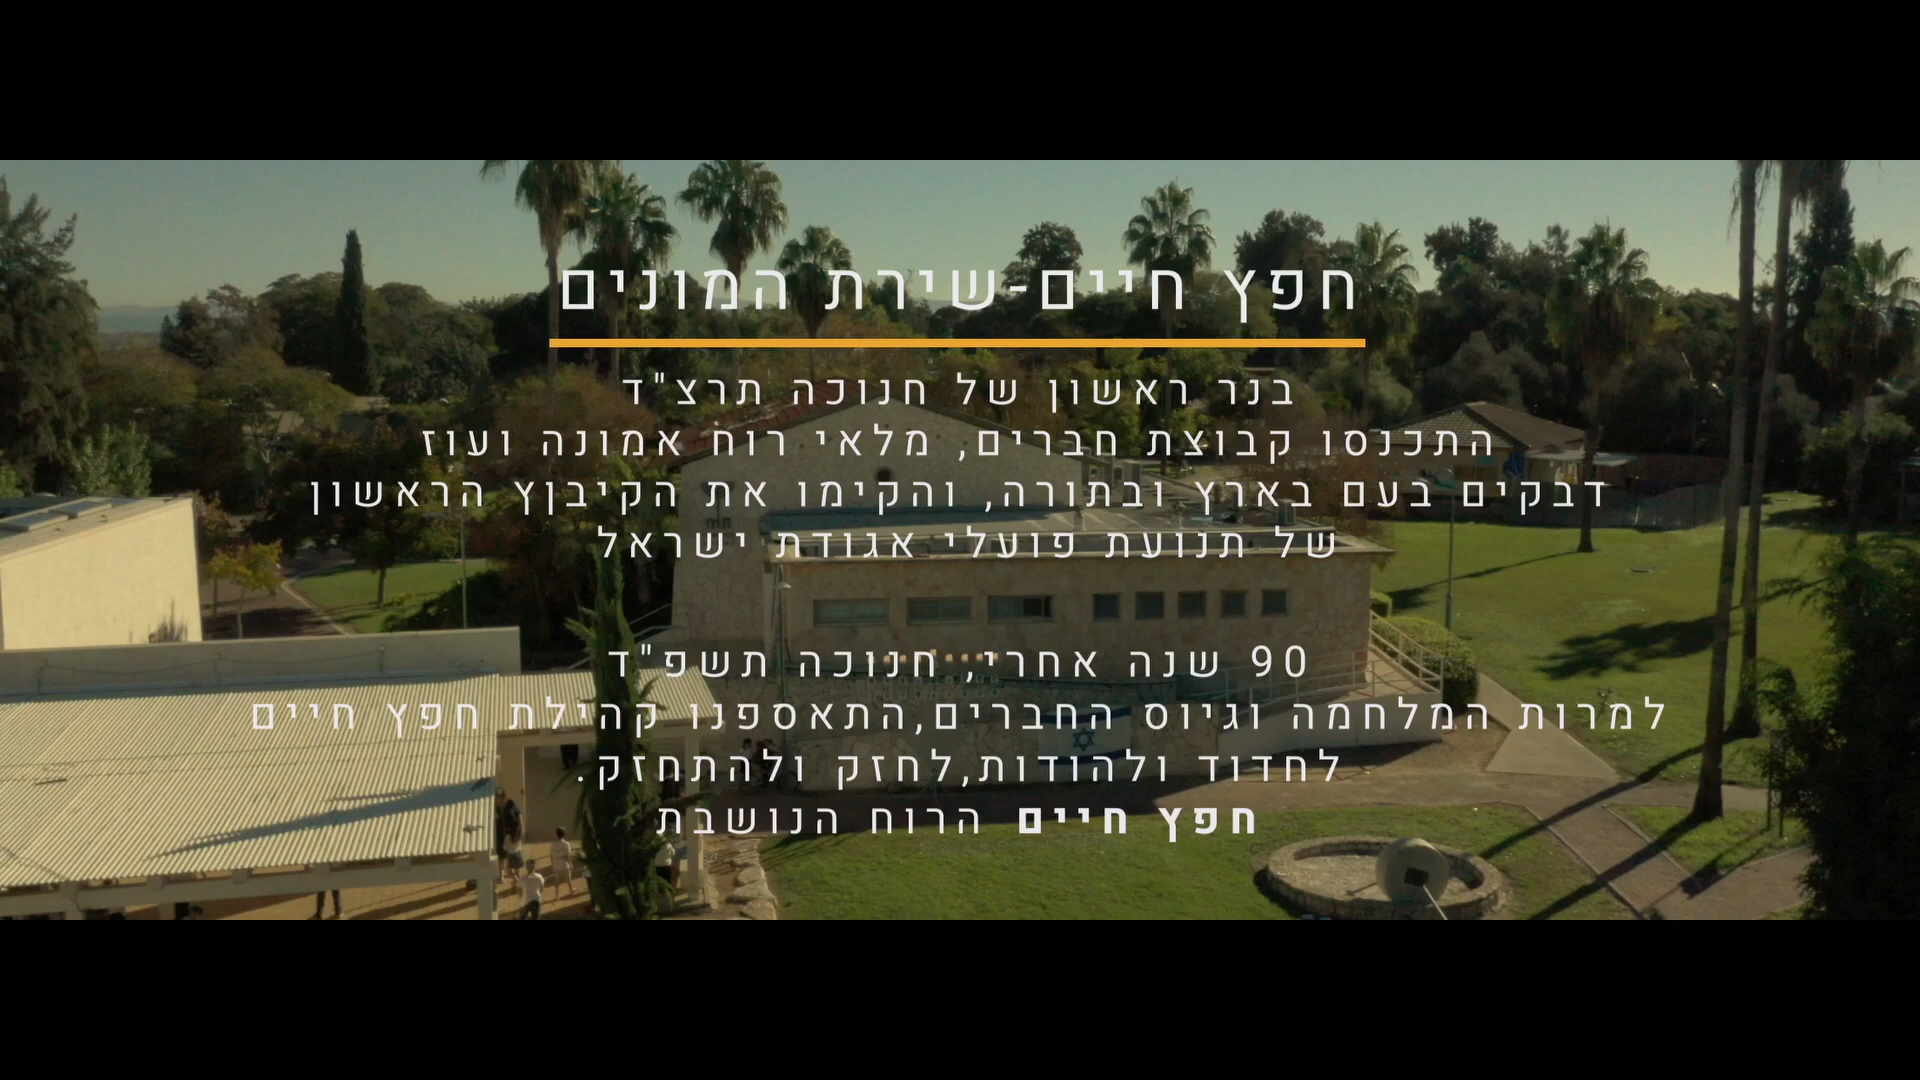 חפץ חיים-שירת המונים
בנר ראשון של חנוכה תרצ"ד
התכנסו קבוצת חברים, מלאי רוח אמונה ועוז
דבקים בעם בארץ ובתורה, והקימו את הקיבןץ הראשון
של תנועת פועלי אגודת ישראל
90 שנה אחרי, חנוכה תשפ"ד
למרות המלחמה וגיוס החברים,התאספנו קהילת חפץ חיים
לחדוד ולהודות,לחזק ולהתחזק.
חפץ חיים הרוח הנושבת